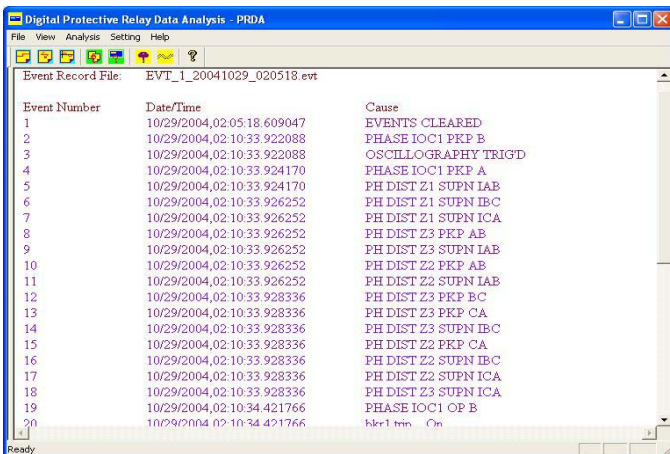 Digital Protective Relay Data Analysis - PRDA
File View Analysis Setting Help
Event Record File: EVT_1_20041029_020518.evt
Event Number Date/Time Cause
1 10/29/2004,02:05:18.609047 EVENTS CLEARED
2 10/29/2004,02:10:33.922088 PHASE IOC1 PKP B
3 10/29/2004,02:10:33.922088 OSCILLOGRAPHY TRIG'D
4 10/29/2004,02:10:33.924170 PHASE IOC1 PKP A
5 10/29/2004,02:10:33.924170 PH DIST Z1 SUPN IAB
6 10/29/2004,02:10:33.926252 PH DIST Z1 SUPN IBC
7 10/29/2004,02:10:33.926252 PH DIST Z1 SUPN ICA
8 10/29/2004,02:10:33.926252 PH DIST Z3 PKP AB
9 10/29/2004,02:10:33.926252 PH DIST Z3 SUPN IAB
10 10/29/2004,02:10:33.926252 PH DIST Z2 PKP AB
11 10/29/2004,02:10:33.926252 PH DIST Z2 SUPN IAB
12 10/29/2004,02:10:33.928336 PH DIST Z3 PKP BC
13 10/29/2004,02:10:33.928336 PH DIST Z3 PKP CA
14 10/29/2004,02:10:33.928336 PH DIST Z3 SUPN IBC
15 10/29/2004,02:10:33.928336 PH DIST Z2 PKP CA
16 10/29/2004,02:10:33.928336 PH DIST Z2 SUPN IBC
17 10/29/2004,02:10:33.928336 PH DIST Z2 SUPN ICA
18 10/29/2004,02:10:33.928336 PH DIST Z3 SUPN ICA
19 10/29/2004,02:10:34.421766 PHASE IOC1 OP B
20 10/29/2004,02:10:34.421766 bkr1 trip On
Ready